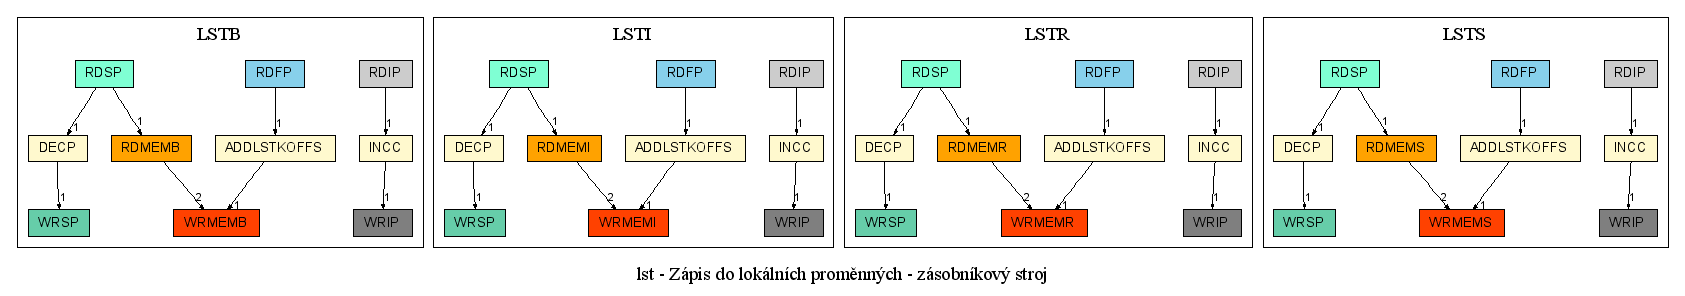 LSTB LSTI LSTR LSTS
RDSP RDFP RDIP RDSP RDFP RDIP RDSP RDFP RDIP RDSP RDFP RDIP
1 1 1 1 1 1 1 1 1 1 1 1 1 1 1 1
DECP RDMEMB ADDLSTKOFFS INCC DECP RDMEMI ADDLSTKOFFS INCC DECP RDMEMR ADDLSTKOFFS INCC DECP RDMEMS ADDLSTKOFFS INCC
1 2 1 1 1 2 1 1 1 2 1 1 1 2 1 1
WRSP WRMEMB WRIP WRSP WRMEMI WRIP WRSP WRMEMR WRIP WRSP WRMEMS WRIP
lst - Zápis do lokálních proměnných - zásobníkový stroj